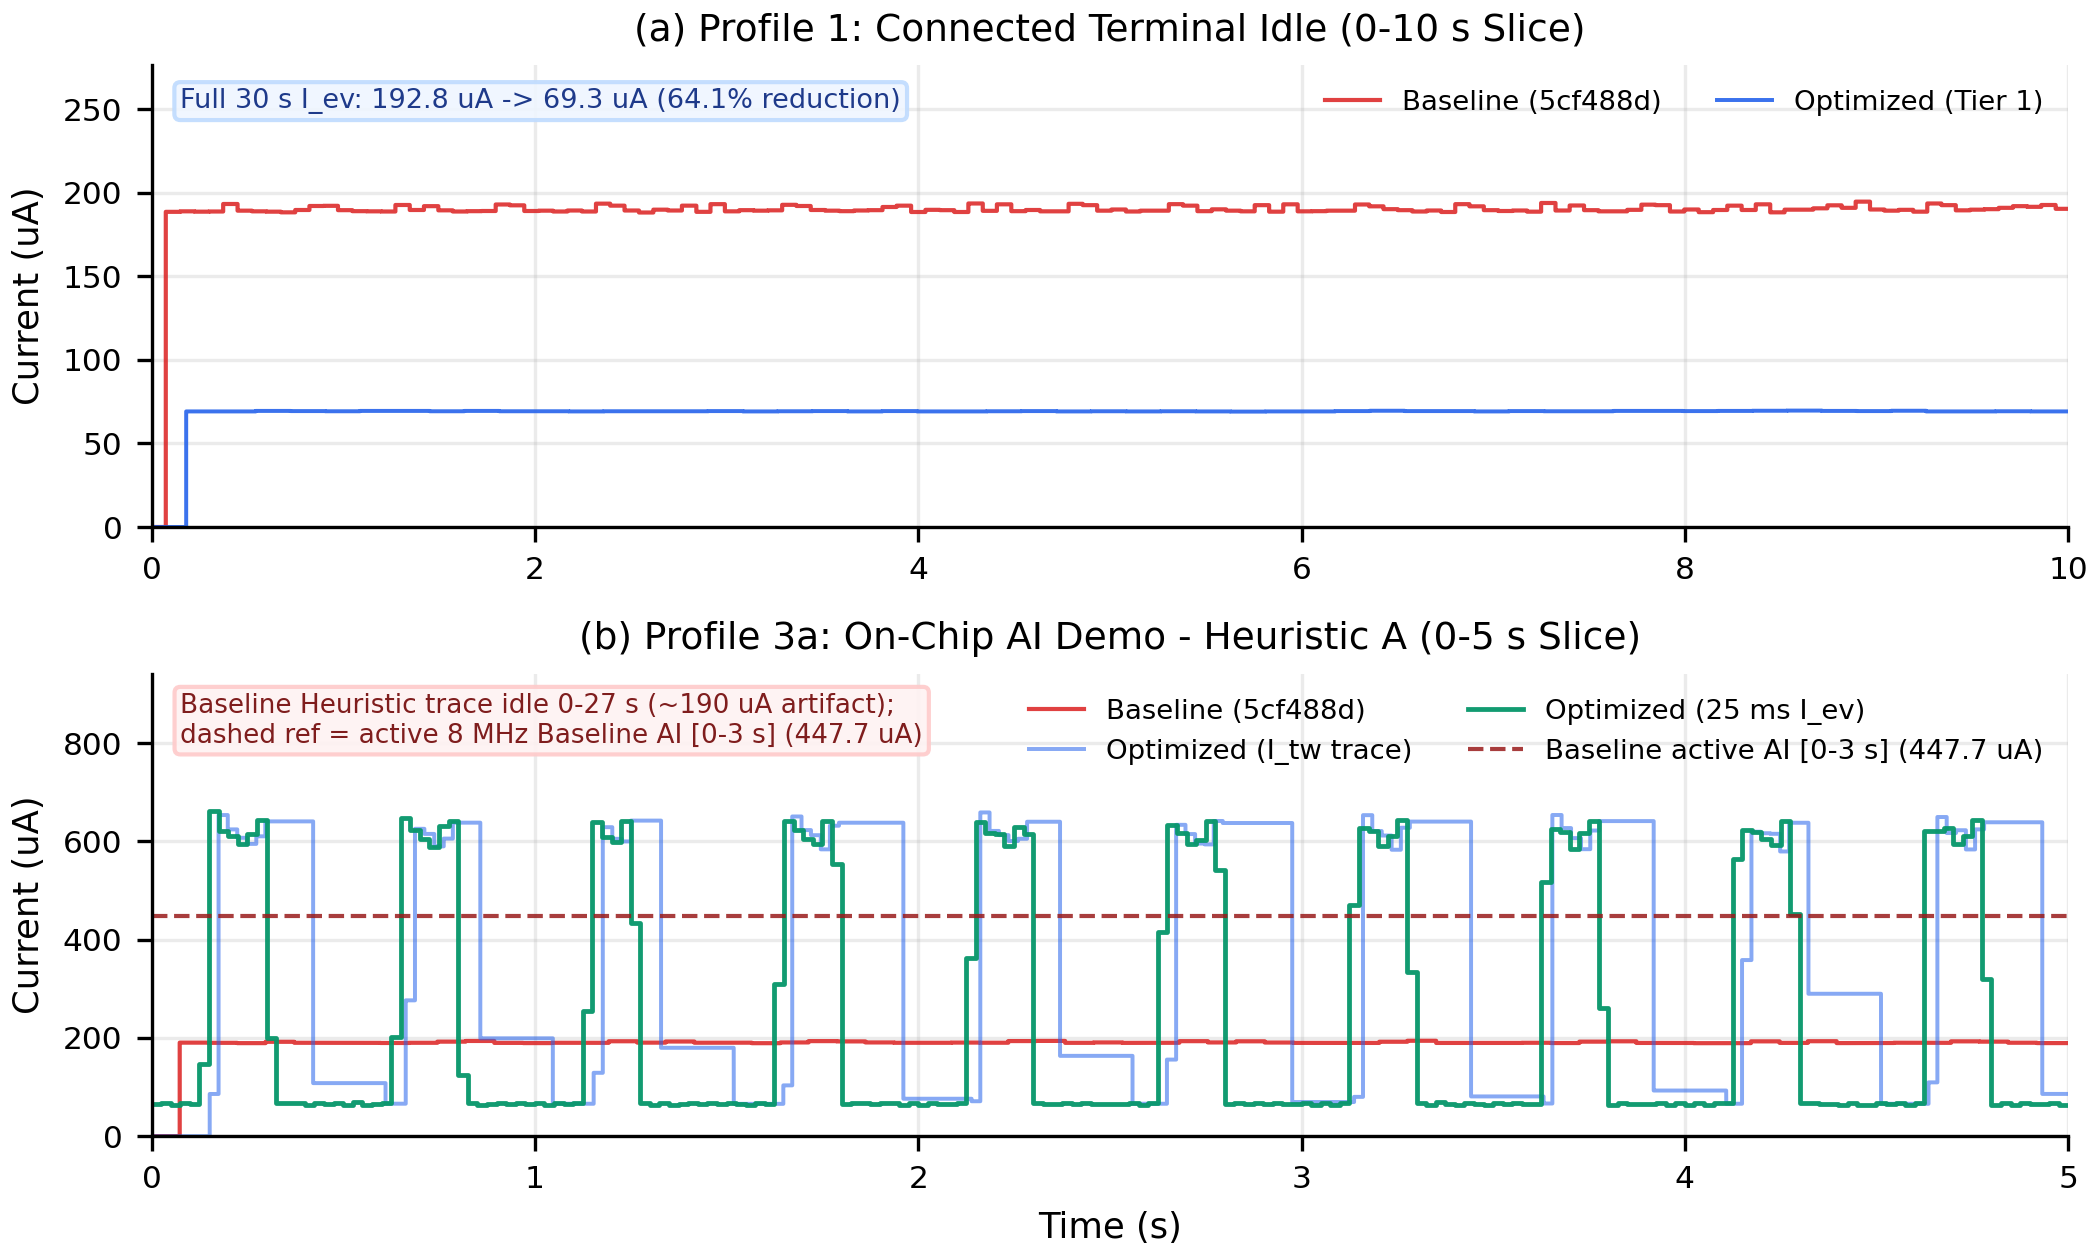 (a) Profile 1: Connected Terminal Idle (0-10 s Slice)
Full 30 s I_ev: 192.8 uA -> 69.3 uA (64.1% reduction)
Baseline (5cf488d)
Optimized (Tier 1)
Current (uA)
250
200
150
100
50
0
0
2
4
6
8
10
(b) Profile 3a: On-Chip AI Demo - Heuristic A (0-5 s Slice)
Baseline Heuristic trace idle 0-27 s (~190 uA artifact);
dashed ref = active 8 MHz Baseline AI [0-3 s] (447.7 uA)
Baseline (5cf488d)
Optimized (I_tw trace)
Optimized (25 ms I_ev)
Baseline active AI [0-3 s] (447.7 uA)
Current (uA)
800
600
400
200
0
0
1
2
3
4
5
Time (s)